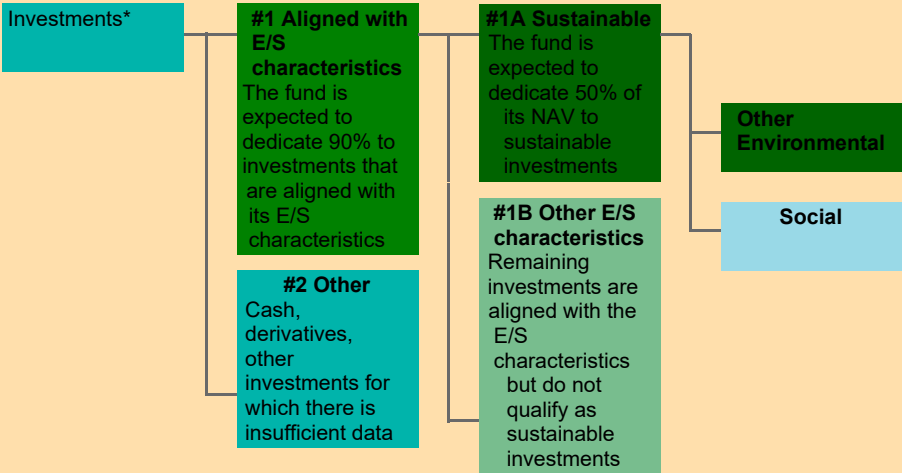 Investments*
#1 Aligned with
E/S
characteristics
The fund is
expected to
dedicate 90% to
investments that
are aligned with
its E/S
characteristics
#2 Other
Cash,
derivatives,
other
investments for
which there is
insufficient data
#1A Sustainable
The fund is
expected to
dedicate 50% of
its NAV to
sustainable
investments
#1B Other E/S
characteristics
Remaining
investments are
aligned with the
E/S
characteristics
but do not
qualify as
sustainable
investments
Other
Environmental
Social